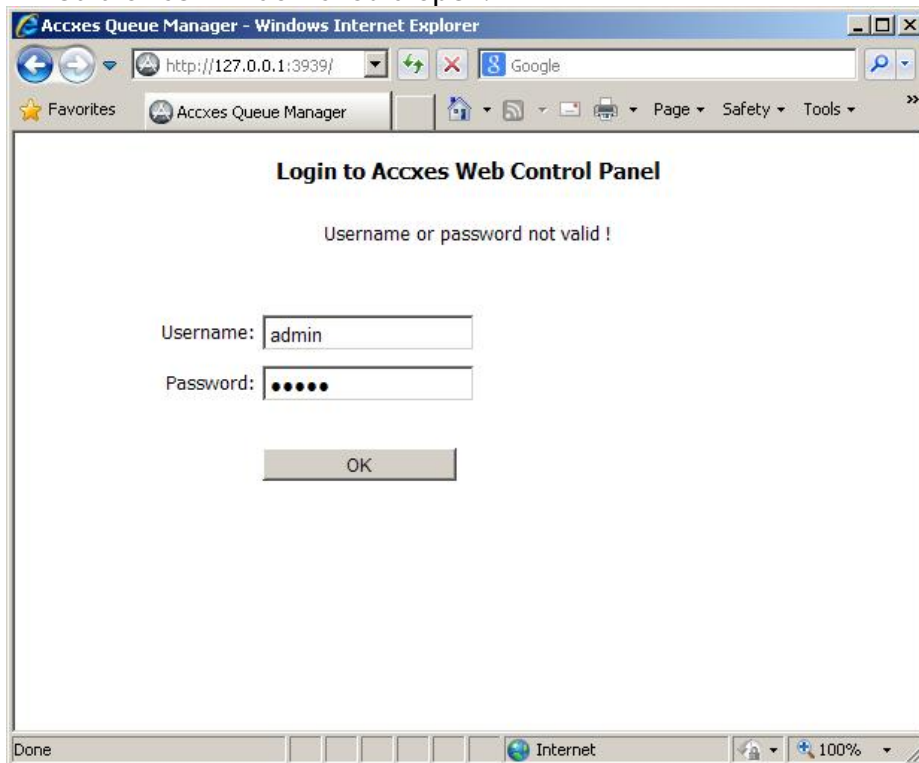 Accxes Queue Manager - Windows Internet Explorer
http://127.0.0.1:3939/
Google
Favorites
Accxes Queue Manager
Page
Safety
Tools
»
Login to Accxes Web Control Panel
Username or password not valid !
Username: admin
Password: •••••
OK
Done
Internet
100%